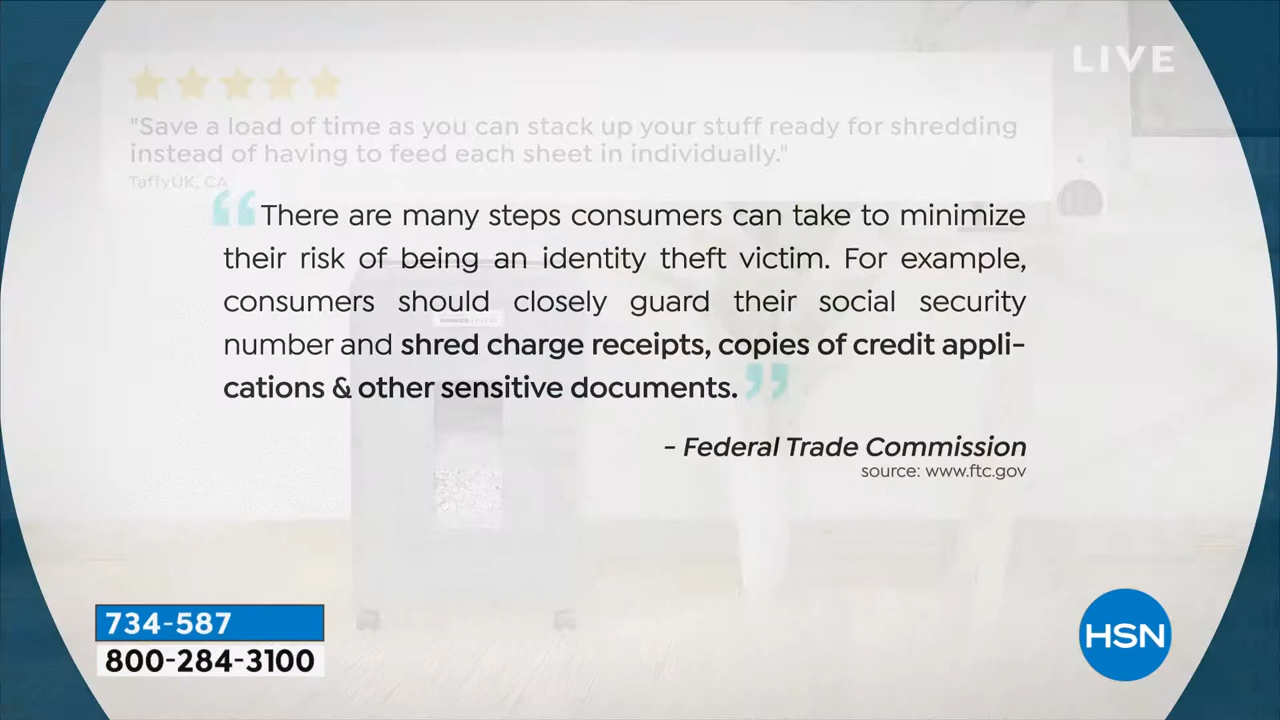 LIVE
"Save a load of time as you can stack up your stuff ready for shredding
instead of having to feed each sheet in individually."
TaffyUK, CA
“There are many steps consumers can take to minimize
their risk of being an identity theft victim. For example,
consumers should closely guard their social security
number and shred charge receipts, copies of credit appli-
cations & other sensitive documents.”
- Federal Trade Commission
source: www.ftc.gov
734-587
800-284-3100
HSN